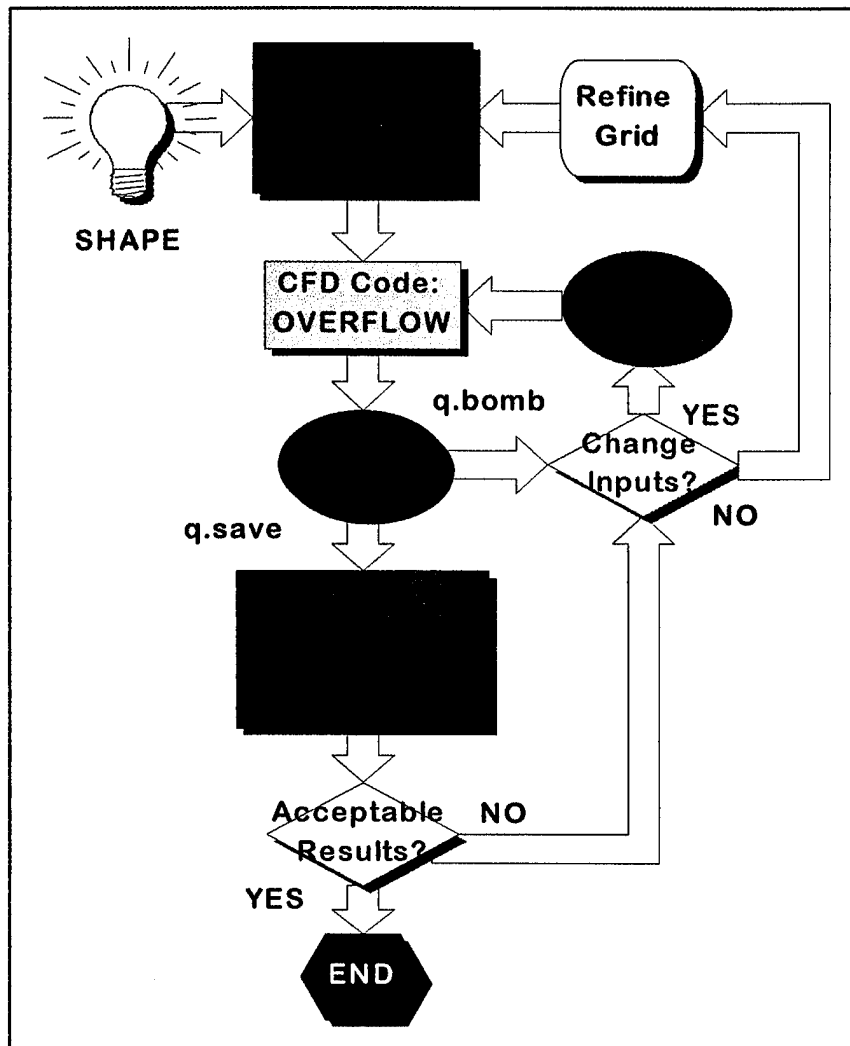 Refine
Grid
SHAPE
CFD Code:
OVERFLOW
q.bomb
YES
Change
Inputs?
NO
q.save
Acceptable
Results?
NO
YES
END